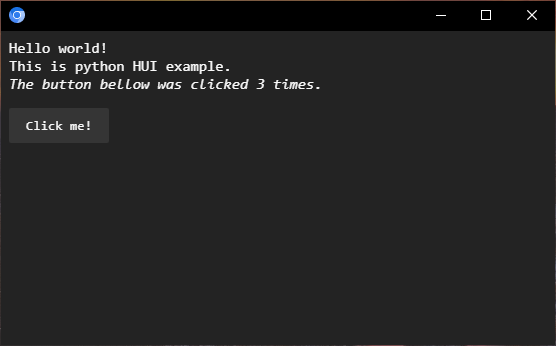 Hello world!
This is python HUI example.
The button bellow was clicked 3 times.
Click me!